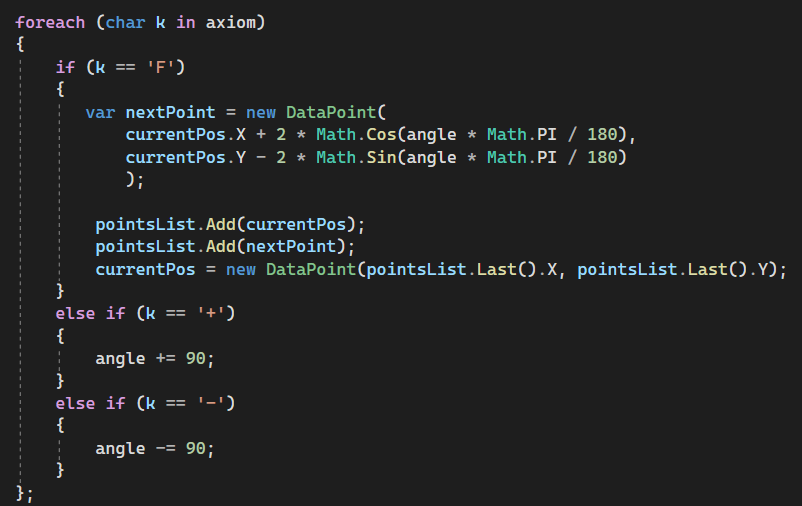 foreach (char k in axiom)
{
    if (k == 'F')
    {
       var nextPoint = new DataPoint(
           currentPos.X + 2 * Math.Cos(angle * Math.PI / 180),
           currentPos.Y - 2 * Math.Sin(angle * Math.PI / 180)
           );

        pointsList.Add(currentPos);
        pointsList.Add(nextPoint);
        currentPos = new DataPoint(pointsList.Last().X, pointsList.Last().Y);
    }
    else if (k == '+')
    {
        angle += 90;
    }
    else if (k == '-')
    {
        angle -= 90;
    }
};